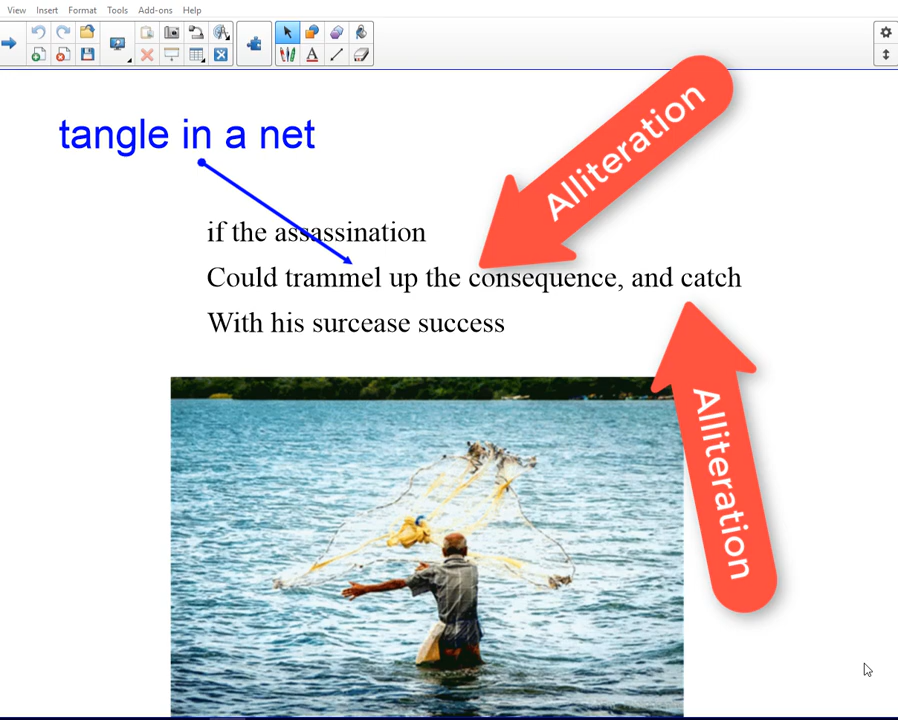 View Insert Format Tools Add-ons Help
tangle in a net
Alliteration
if the assassination
Could trammel up the consequence, and catch
With his surcease success
Alliteration